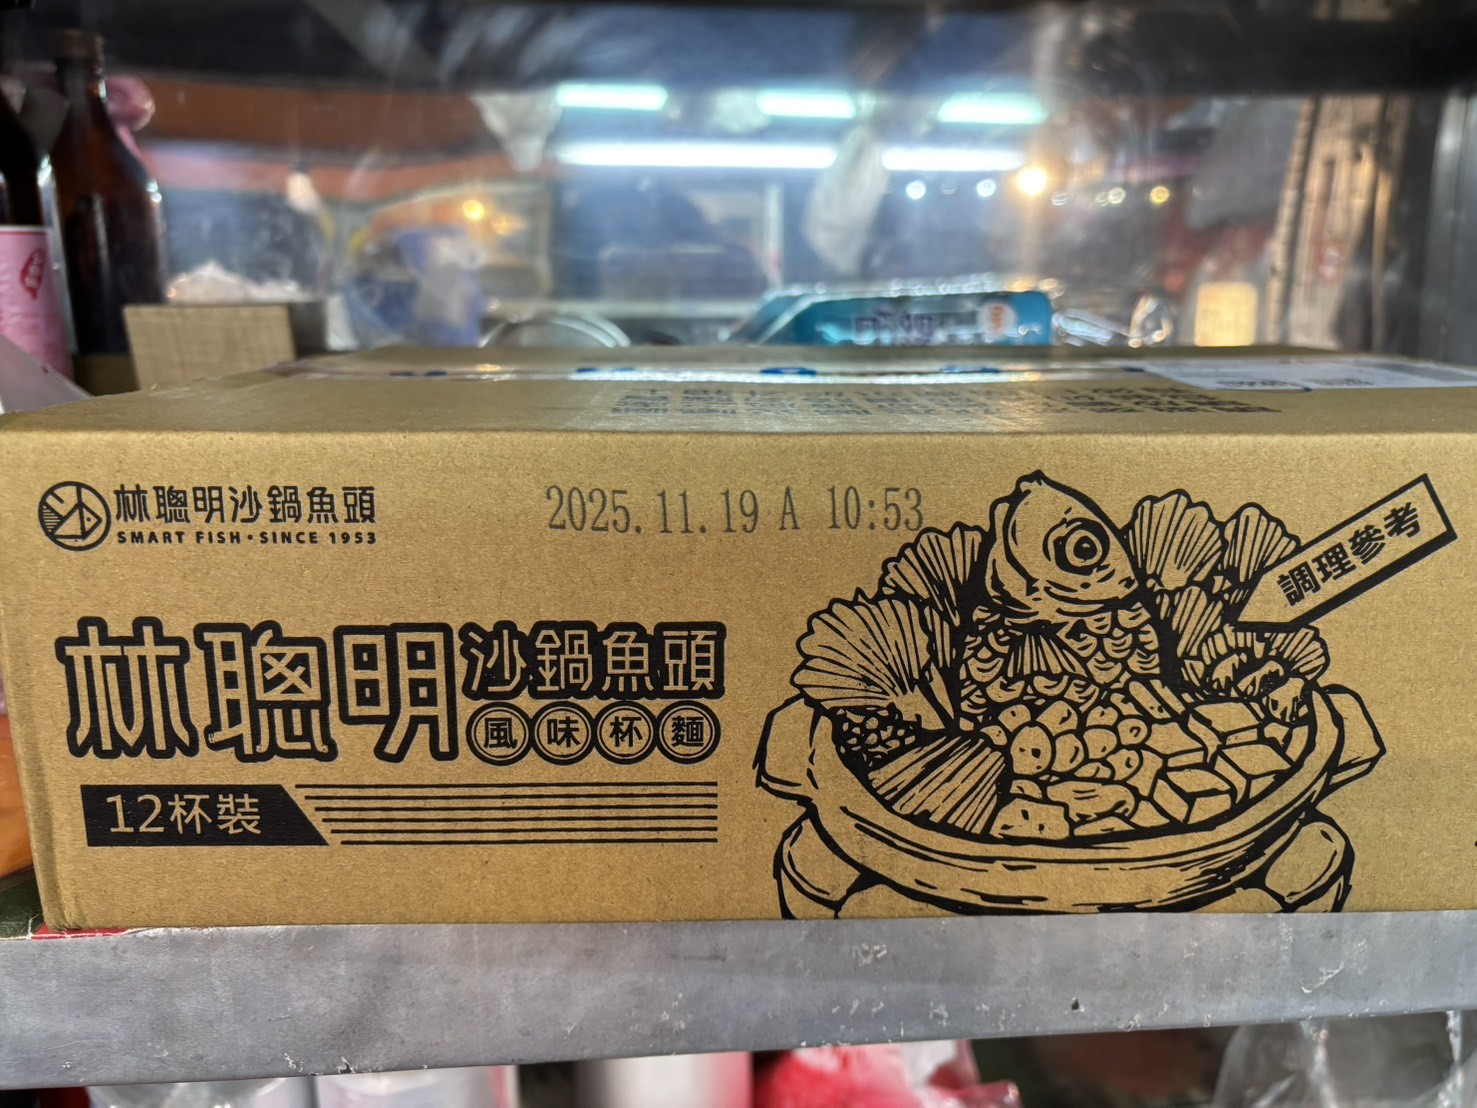 林聰明沙鍋魚頭
SMART FISH·SINCE 1953
2025.11.19 A 10:53
調理參考
林聰明沙鍋魚頭
風味杯麵
12杯裝